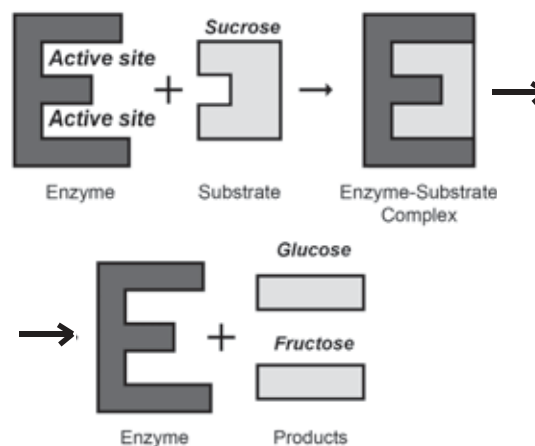 Sucrose
Active site
+
Active site
Enzyme
Substrate
Enzyme-Substrate
Complex
Glucose
+
Fructose
Enzyme
Products